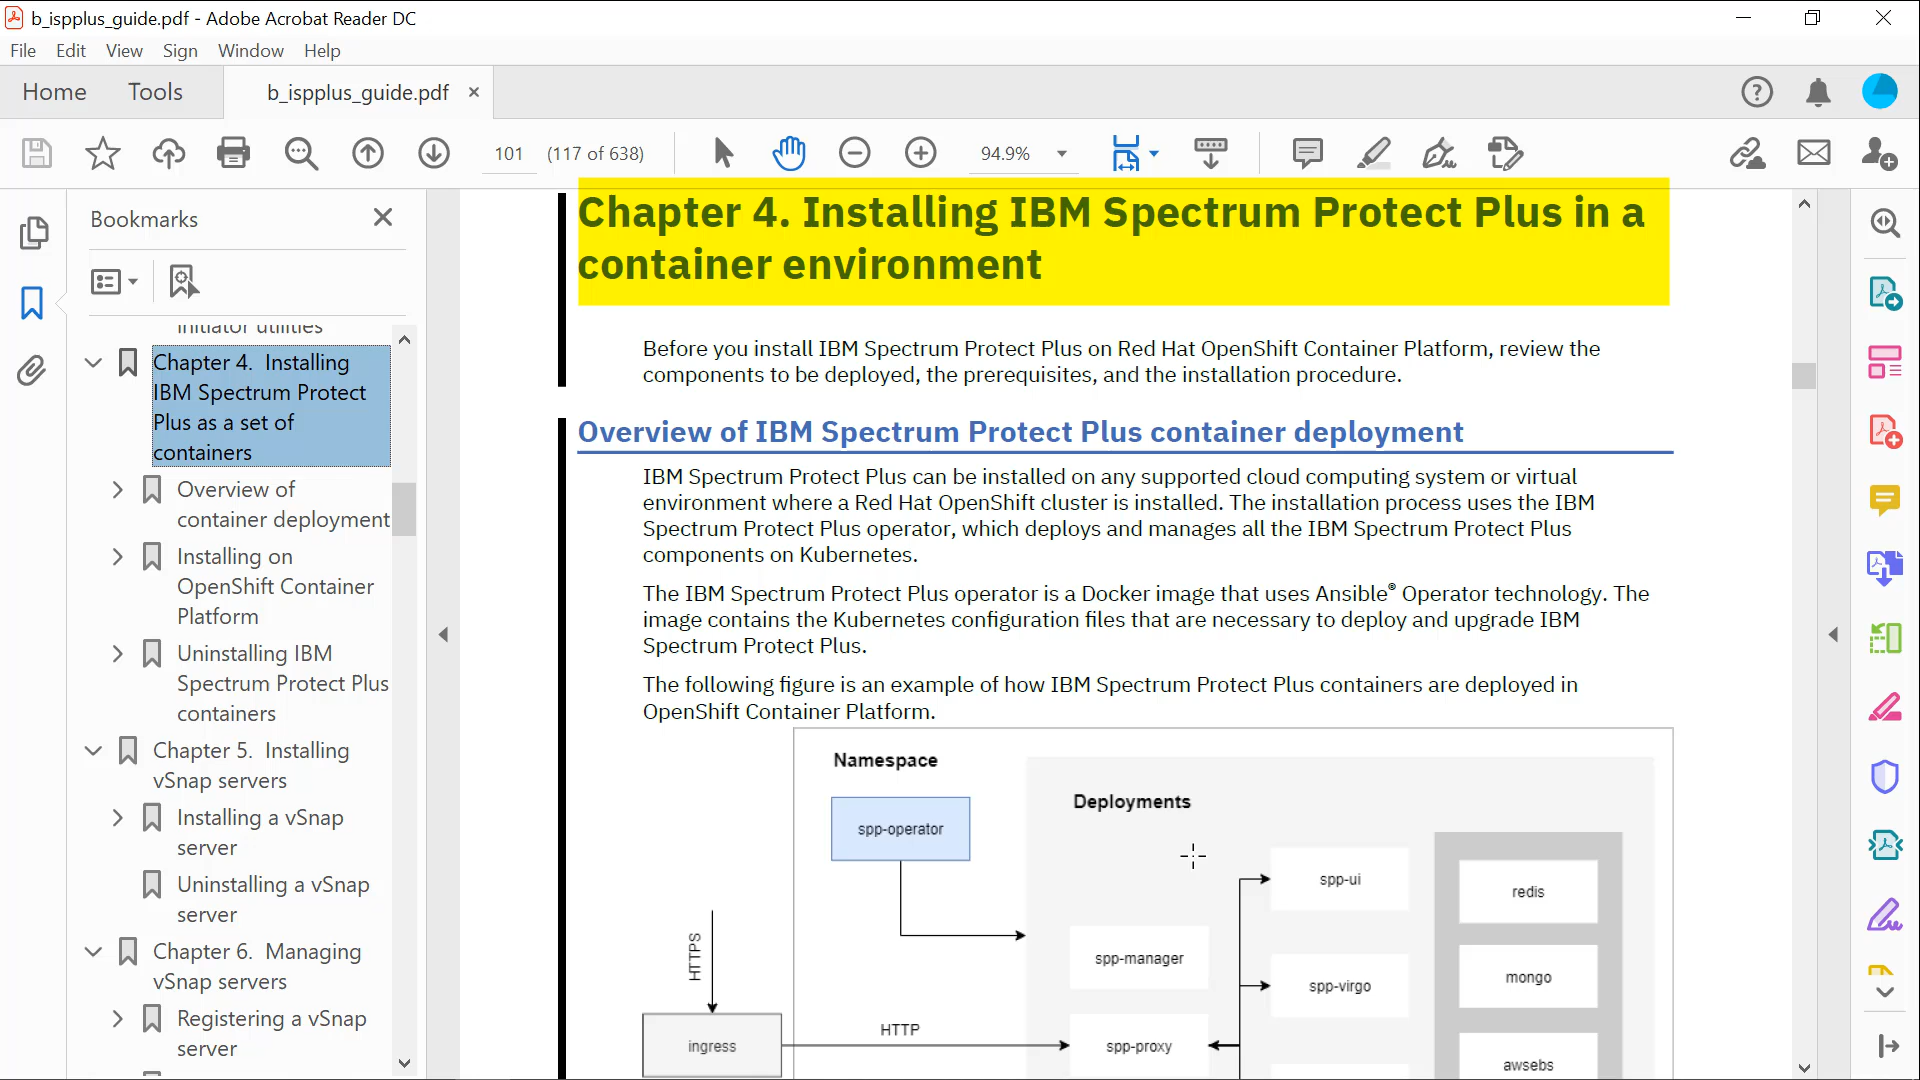 b_ispplus_guide.pdf - Adobe Acrobat Reader DC
File Edit View Sign Window Help
Home Tools b_ispplus_guide.pdf ×
101 (117 of 638) 94.9%
Bookmarks
initiator utilities
Chapter 4. Installing
IBM Spectrum Protect
Plus as a set of
containers
Overview of
container deployment
Installing on
OpenShift Container
Platform
Uninstalling IBM
Spectrum Protect Plus
containers
Chapter 5. Installing
vSnap servers
Installing a vSnap
server
Uninstalling a vSnap
server
Chapter 6. Managing
vSnap servers
Registering a vSnap
server
Chapter 4. Installing IBM Spectrum Protect Plus in a
container environment
Before you install IBM Spectrum Protect Plus on Red Hat OpenShift Container Platform, review the
components to be deployed, the prerequisites, and the installation procedure.
Overview of IBM Spectrum Protect Plus container deployment
IBM Spectrum Protect Plus can be installed on any supported cloud computing system or virtual
environment where a Red Hat OpenShift cluster is installed. The installation process uses the IBM
Spectrum Protect Plus operator, which deploys and manages all the IBM Spectrum Protect Plus
components on Kubernetes.
The IBM Spectrum Protect Plus operator is a Docker image that uses Ansible® Operator technology. The
image contains the Kubernetes configuration files that are necessary to deploy and upgrade IBM
Spectrum Protect Plus.
The following figure is an example of how IBM Spectrum Protect Plus containers are deployed in
OpenShift Container Platform.
Namespace
Deployments
spp-operator
spp-ui
redis
HTTPS
spp-manager
spp-virgo
mongo
HTTP
ingress
spp-proxy
awsebs